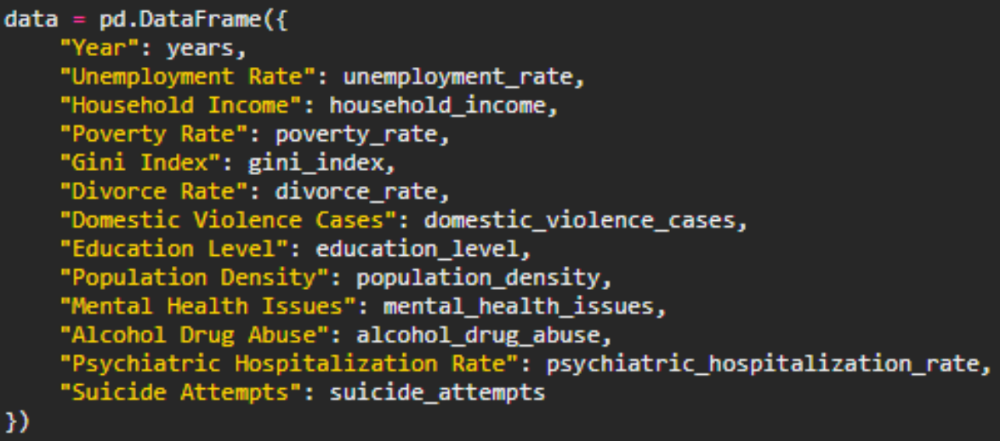 data = pd.DataFrame({
    "Year": years,
    "Unemployment Rate": unemployment_rate,
    "Household Income": household_income,
    "Poverty Rate": poverty_rate,
    "Gini Index": gini_index,
    "Divorce Rate": divorce_rate,
    "Domestic Violence Cases": domestic_violence_cases,
    "Education Level": education_level,
    "Population Density": population_density,
    "Mental Health Issues": mental_health_issues,
    "Alcohol Drug Abuse": alcohol_drug_abuse,
    "Psychiatric Hospitalization Rate": psychiatric_hospitalization_rate,
    "Suicide Attempts": suicide_attempts
})